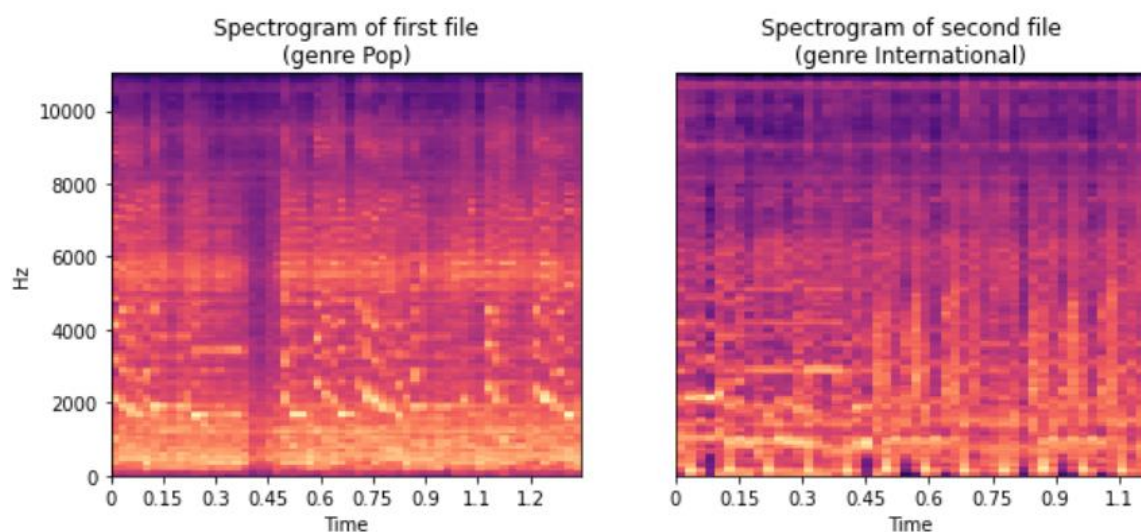 Spectrogram of first file
(genre Pop)
Hz
10000
8000
6000
4000
2000
0
0 0.15 0.3 0.45 0.6 0.75 0.9 1.1 1.2
Time
Spectrogram of second file
(genre International)
0 0.15 0.3 0.45 0.6 0.75 0.9 1.1
Time